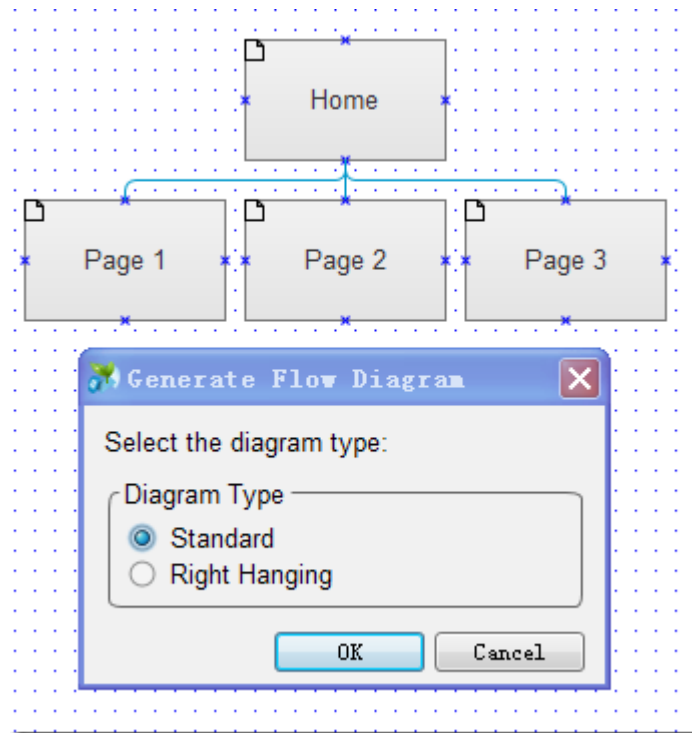 Home
Page 1
Page 2
Page 3
Generate Flow Diagram
Select the diagram type:
Diagram Type
Standard
Right Hanging
OK
Cancel